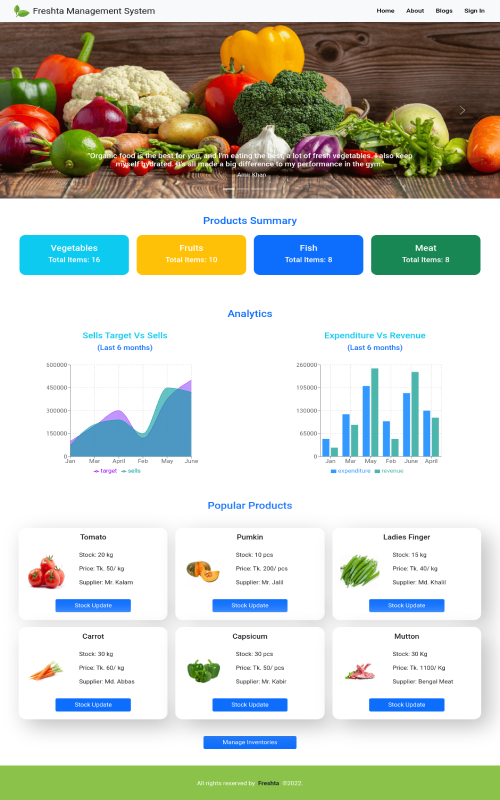 Freshta Management System
Home About Blogs Sign In
"Organic food is the best for you, and I'm eating the best, a lot of fresh vegetables. I also keep
myself hydrated. It's all made a big difference to my performance in the gym."
- Amir Khan
Products Summary
Vegetables
Total Items: 16
Fruits
Total Items: 10
Fish
Total Items: 8
Meat
Total Items: 8
Analytics
Sells Target Vs Sells
(Last 6 months)
600000
450000
300000
150000
0
Jan Mar April Feb May June
target sells
Expenditure Vs Revenue
(Last 6 months)
260000
195000
130000
65000
0
Jan Mar May Feb June April
expenditure revenue
Popular Products
Tomato
Stock: 20 kg
Price: Tk. 50/ kg
Supplier: Mr. Kalam
Stock Update
Pumkin
Stock: 10 pcs
Price: Tk. 200/ pcs
Supplier: Mr. Jalil
Stock Update
Ladies Finger
Stock: 15 kg
Price: Tk. 40/ kg
Supplier: Md. Khalil
Stock Update
Carrot
Stock: 30 kg
Price: Tk. 60/ kg
Supplier: Md. Abbas
Stock Update
Capsicum
Stock: 30 pcs
Price: Tk. 50/ pcs
Supplier: Mr. Kabir
Stock Update
Mutton
Stock: 30 Kg
Price: Tk. 1100/ Kg
Supplier: Bengal Meat
Stock Update
Manage Inventories
All rights reserved by Freshta ©2022.